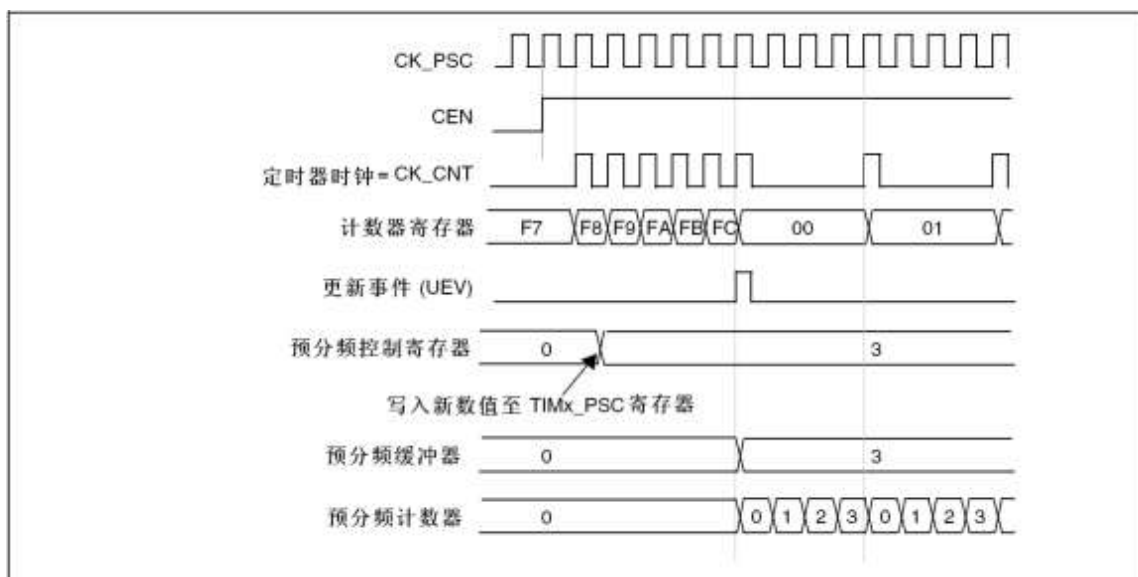 CK_PSC
CEN
定时器时钟= CK_CNT
计数器寄存器 F7 F8 F9 FA FB FC 00 01
更新事件 (UEV)
预分频控制寄存器 0 3
写入新数值至 TIMx_PSC 寄存器
预分频缓冲器 0 3
预分频计数器 0 0 1 2 3 0 1 2 3